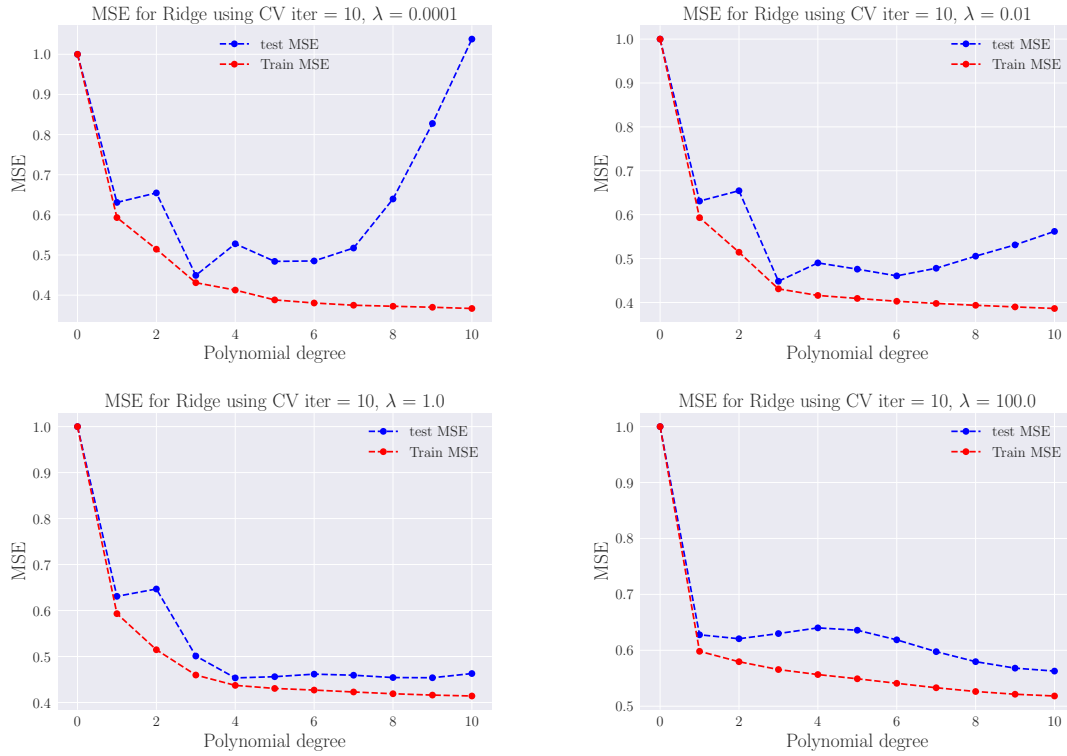 MSE for Ridge using CV iter = 10, λ = 0.0001
test MSE
Train MSE
1.0
0.9
0.8
0.7
0.6
0.5
0.4
MSE
0 2 4 6 8 10
Polynomial degree
MSE for Ridge using CV iter = 10, λ = 0.01
test MSE
Train MSE
1.0
0.9
0.8
0.7
0.6
0.5
0.4
MSE
0 2 4 6 8 10
Polynomial degree
MSE for Ridge using CV iter = 10, λ = 1.0
test MSE
Train MSE
1.0
0.9
0.8
0.7
0.6
0.5
0.4
MSE
0 2 4 6 8 10
Polynomial degree
MSE for Ridge using CV iter = 10, λ = 100.0
test MSE
Train MSE
1.0
0.9
0.8
0.7
0.6
0.5
MSE
0 2 4 6 8 10
Polynomial degree